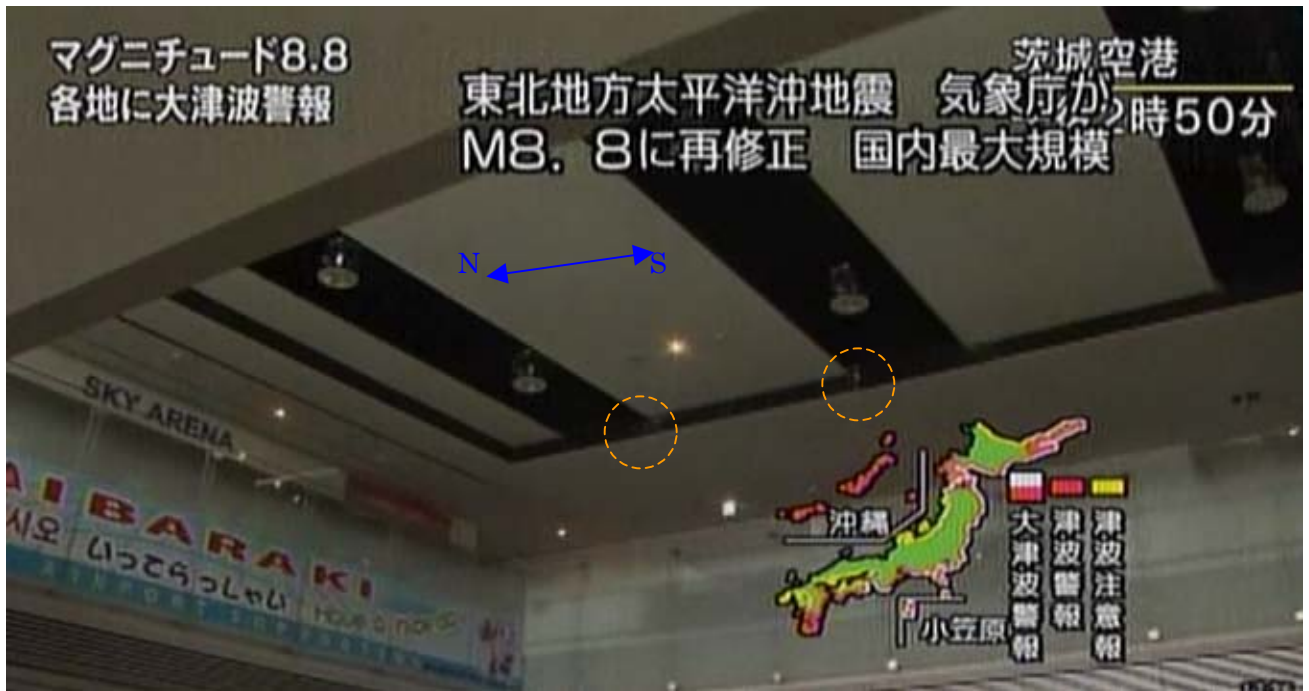 マグニチュード8.8
各地に大津波警報
東北地方太平洋沖地震　気象庁が
M8．8に再修正　国内最大規模
茨城空港
2時50分
N
S
SKY ARENA
IBARAKI
시오
いってらっしゃい
Have a nice
沖縄
小笠原
大津波警報
津波警報
津波注意報